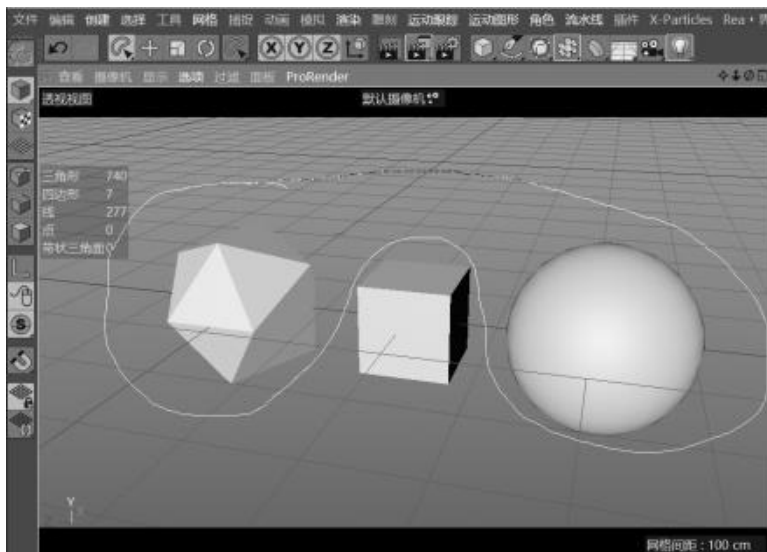 文件 编辑 创建 选择 工具 网格 捕捉 动画 模拟 渲染 雕刻 运动跟踪 运动图形 角色 流水线 插件 X-Particles Rea
X Y Z
查看 摄像机 显示 选项 过滤 面板 ProRender
透视视图 默认摄像机
三角形 740
四边形 7
线 277
点 0
带状三角面 0
S
Y
网格间距 : 100 cm